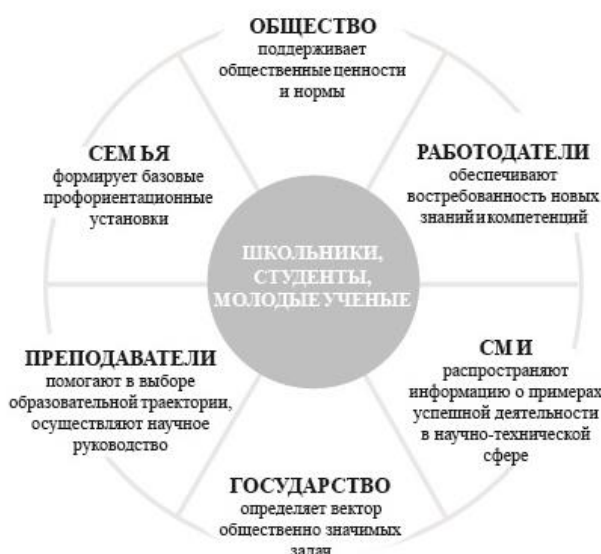 ОБЩЕСТВО
поддерживает
общественные ценности
и нормы
СЕМЬЯ
формирует базовые
профориентационные
установки
РАБОТОДАТЕЛИ
обеспечивают
востребованность новых
знаний и компетенций
ШКОЛЬНИКИ,
СТУДЕНТЫ,
МОЛОДЫЕ УЧЕНЫЕ
ПРЕПОДАВАТЕЛИ
помогают в выборе
образовательной траектории,
осуществляют научное
руководство
СМИ
распространяют
информацию о примерах
успешной деятельности
в научно-технической
сфере
ГОСУДАРСТВО
определяет вектор
общественно значимых
задач